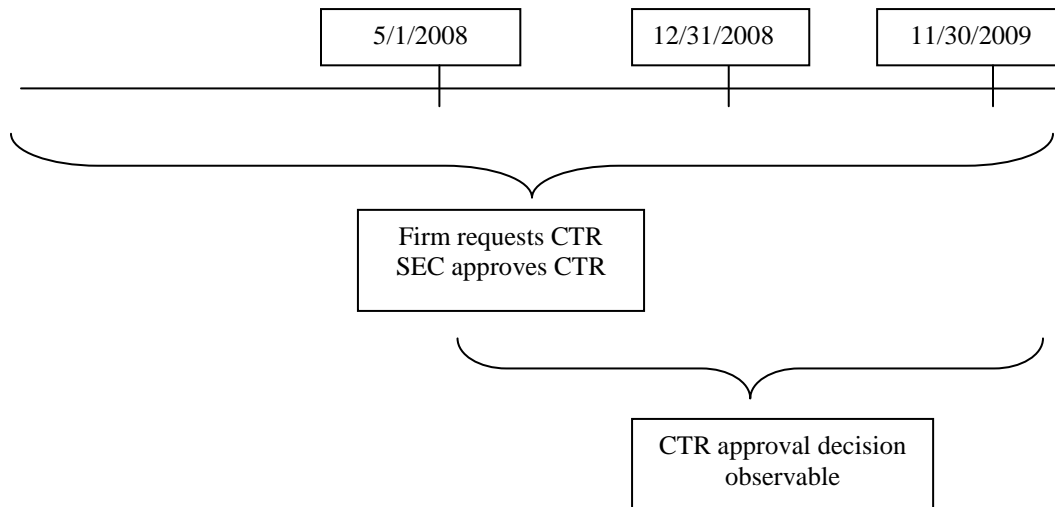 5/1/2008
12/31/2008
11/30/2009
Firm requests CTR
SEC approves CTR
CTR approval decision
observable